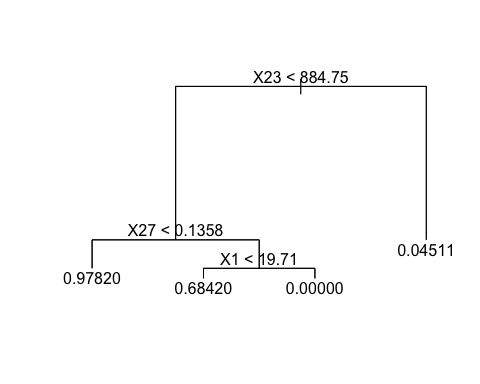 X23 < 884.75
X27 < 0.1358
0.04511
X1 < 19.71
0.97820
0.68420
0.00000